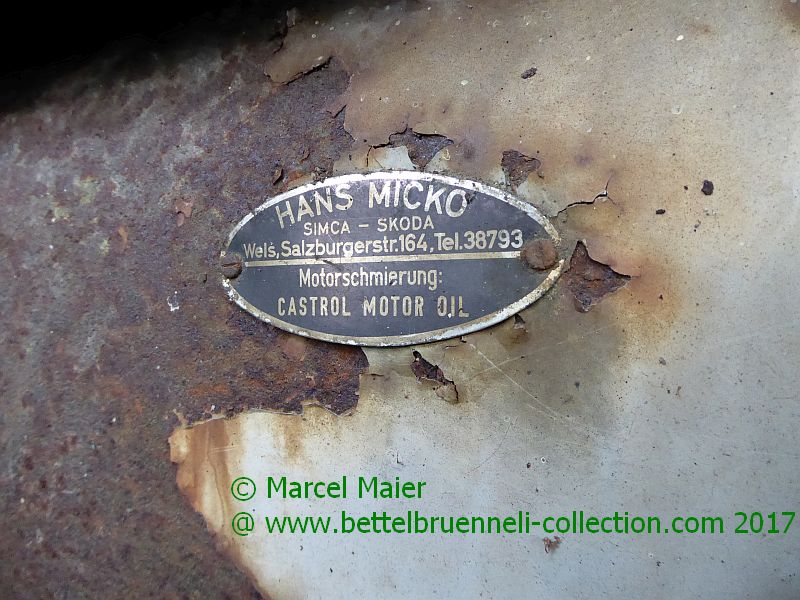 HANS MICKO
SIMCA - SKODA
Wels, Salzburgerstr.164, Tel.38793
Motorschmierung:
CASTROL MOTOR OIL
© Marcel Maier
@ www.bettelbruenneli-collection.com 2017